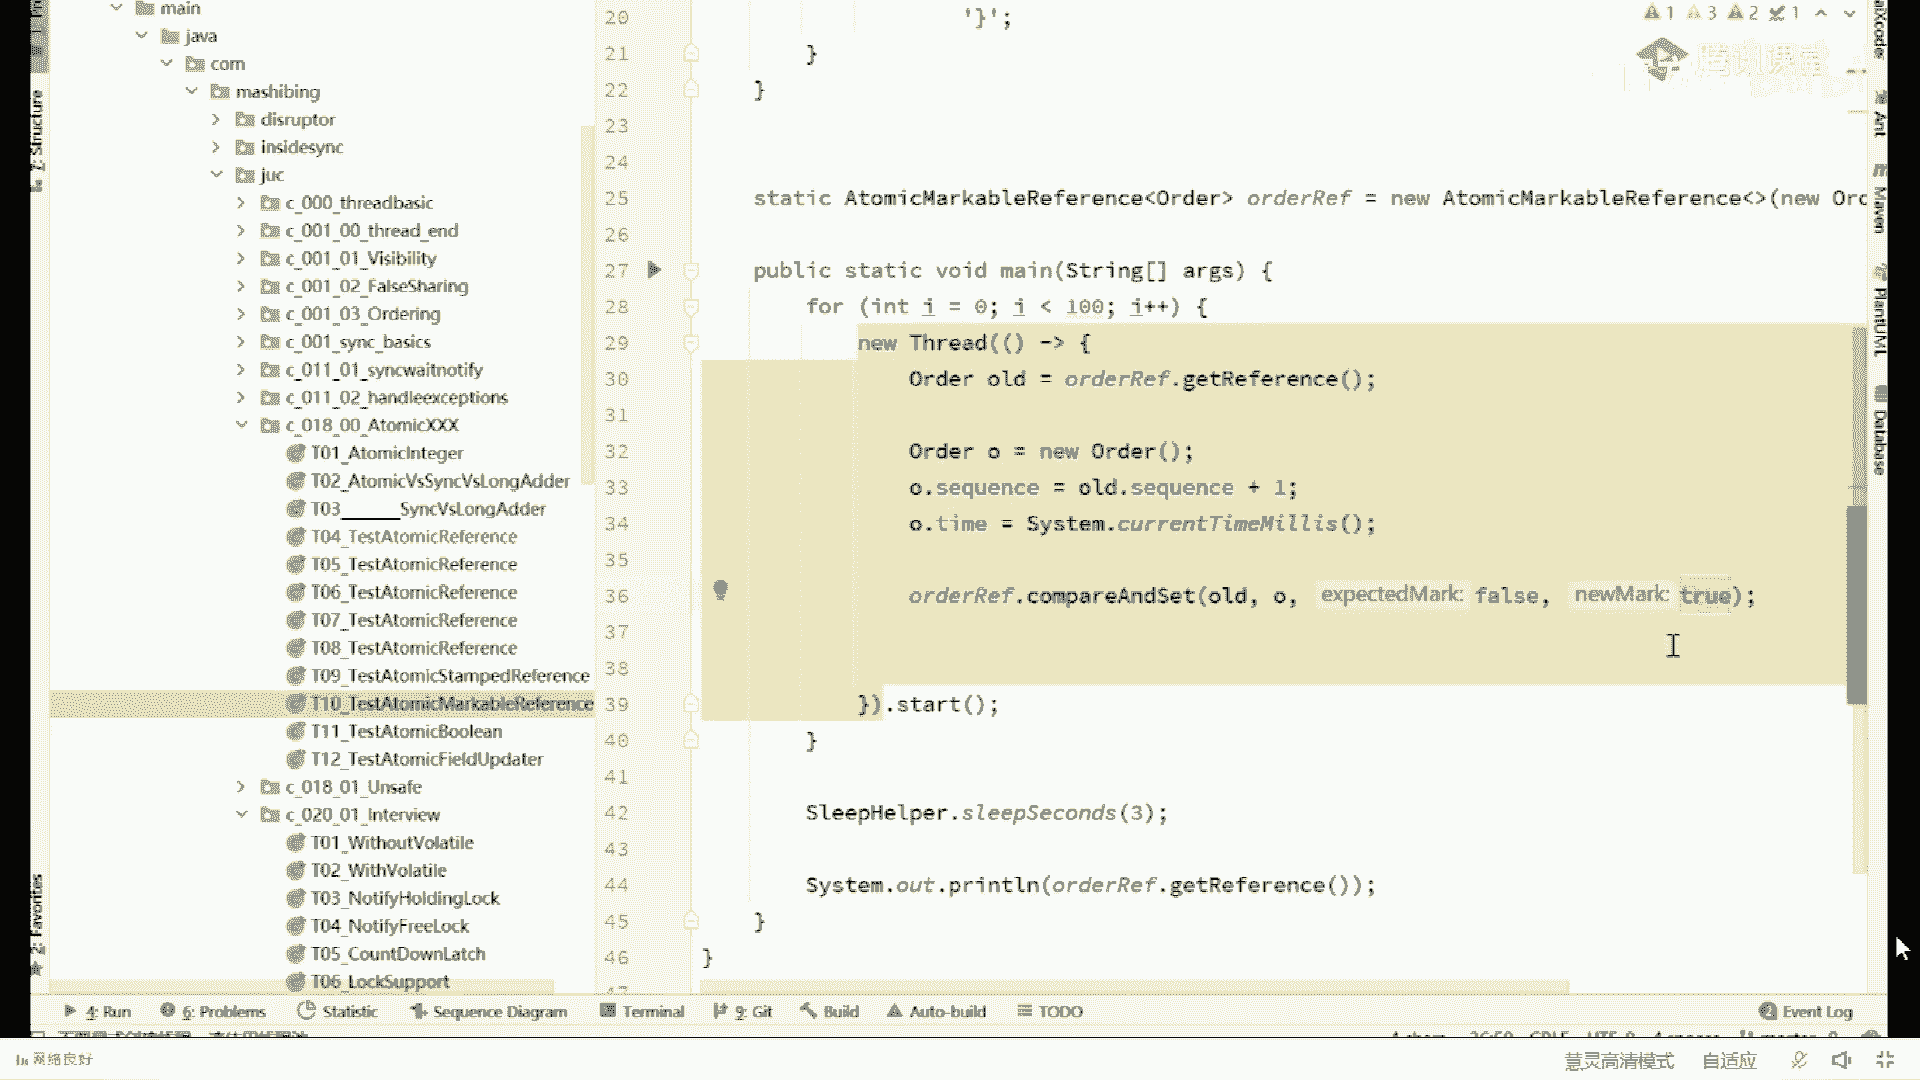 main
java
com
mashibing
disruptor
insidesync
juc
c_000_threadbasic
c_001_00_thread_end
c_001_01_Visibility
c_001_02_FalseSharing
c_001_03_Ordering
c_001_sync_basics
c_011_01_syncwaitnotify
c_011_02_handleexceptions
c_018_00_AtomicXXX
T01_AtomicInteger
T02_AtomicVsSyncVsLongAdder
T03_______SyncVsLongAdder
T04_TestAtomicReference
T05_TestAtomicReference
T06_TestAtomicReference
T07_TestAtomicReference
T08_TestAtomicReference
T09_TestAtomicStampedReference
T10_TestAtomicMarkableReference
T11_TestAtomicBoolean
T12_TestAtomicFieldUpdater
c_018_01_Unsafe
c_020_01_Interview
T01_WithoutVolatile
T02_WithVolatile
T03_NotifyHoldingLock
T04_NotifyFreeLock
T05_CountDownLatch
T06_LockSupport
Structure
2: Favorites
20 '}';
21 }
22 }
23
24
25 static AtomicMarkableReference<Order> orderRef = new AtomicMarkableReference<>(new Ord
26
27 public static void main(String[] args) {
28 for (int i = 0; i < 100; i++) {
29 new Thread(() -> {
30 Order old = orderRef.getReference();
31
32 Order o = new Order();
33 o.sequence = old.sequence + 1;
34 o.time = System.currentTimeMillis();
35
36 orderRef.compareAndSet(old, o, expectedMark: false, newMark: true);
37
38
39 }).start();
40 }
41
42 SleepHelper.sleepSeconds(3);
43
44 System.out.println(orderRef.getReference());
45 }
46 }
1 3 2 1
腾讯课堂
Ant
Maven
PlantUML
Database
4: Run 6: Problems Statistic Sequence Diagram Terminal 9: Git Build Auto-build TODO Event Log
网络良好 慧灵高清模式 自适应